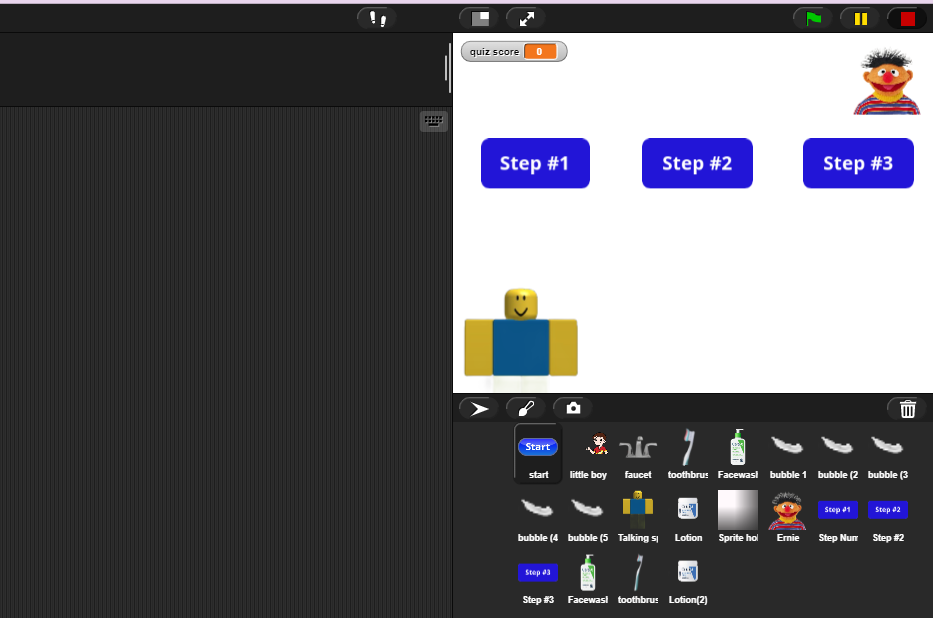 quiz score 0
Step #1 Step #2 Step #3
Start
start little boy faucet toothbrus Facewasl bubble 1 bubble (2 bubble (3
Step #1 Step #2
bubble (4 bubble (5 Talking s Lotion Sprite hol Ernie Step Num Step #2
Step #3
Step #3 Facewasl toothbrus Lotion(2)